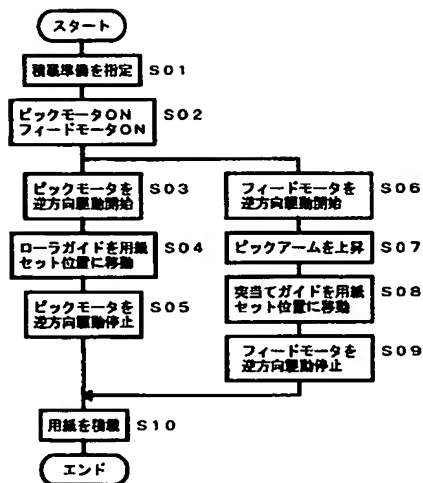 スタート
積載準備を指定 S01
ピックモータON
フィードモータON
S02
ピックモータを
逆方向駆動開始
S03
ローラガイドを用紙
セット位置に移動
S04
ピックモータを
逆方向駆動停止
S05
フィードモータを
逆方向駆動開始
S06
ピックアームを上昇 S07
突当てガイドを用紙
セット位置に移動
S08
フィードモータを
逆方向駆動停止
S09
用紙を積載 S10
エンド